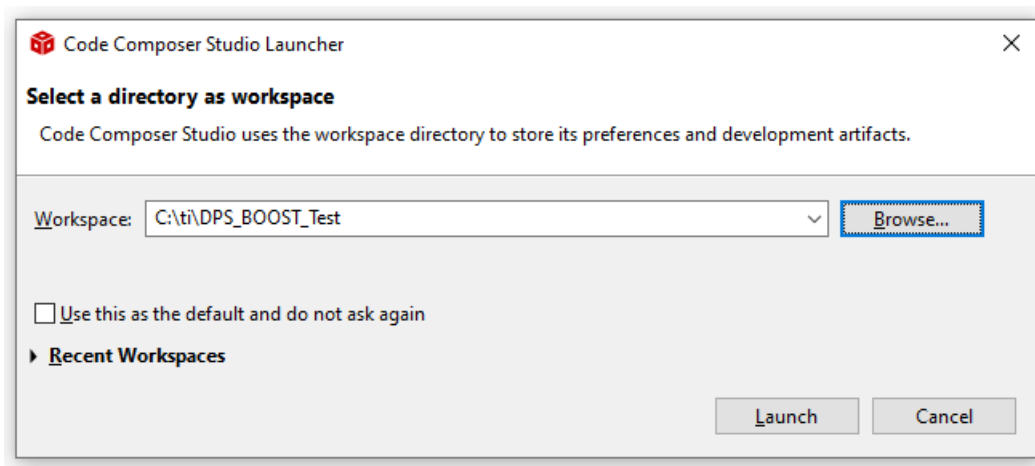 Code Composer Studio Launcher
Select a directory as workspace
Code Composer Studio uses the workspace directory to store its preferences and development artifacts.
Workspace: C:\ti\DPS_BOOST_Test Browse...
Use this as the default and do not ask again
Recent Workspaces
Launch Cancel